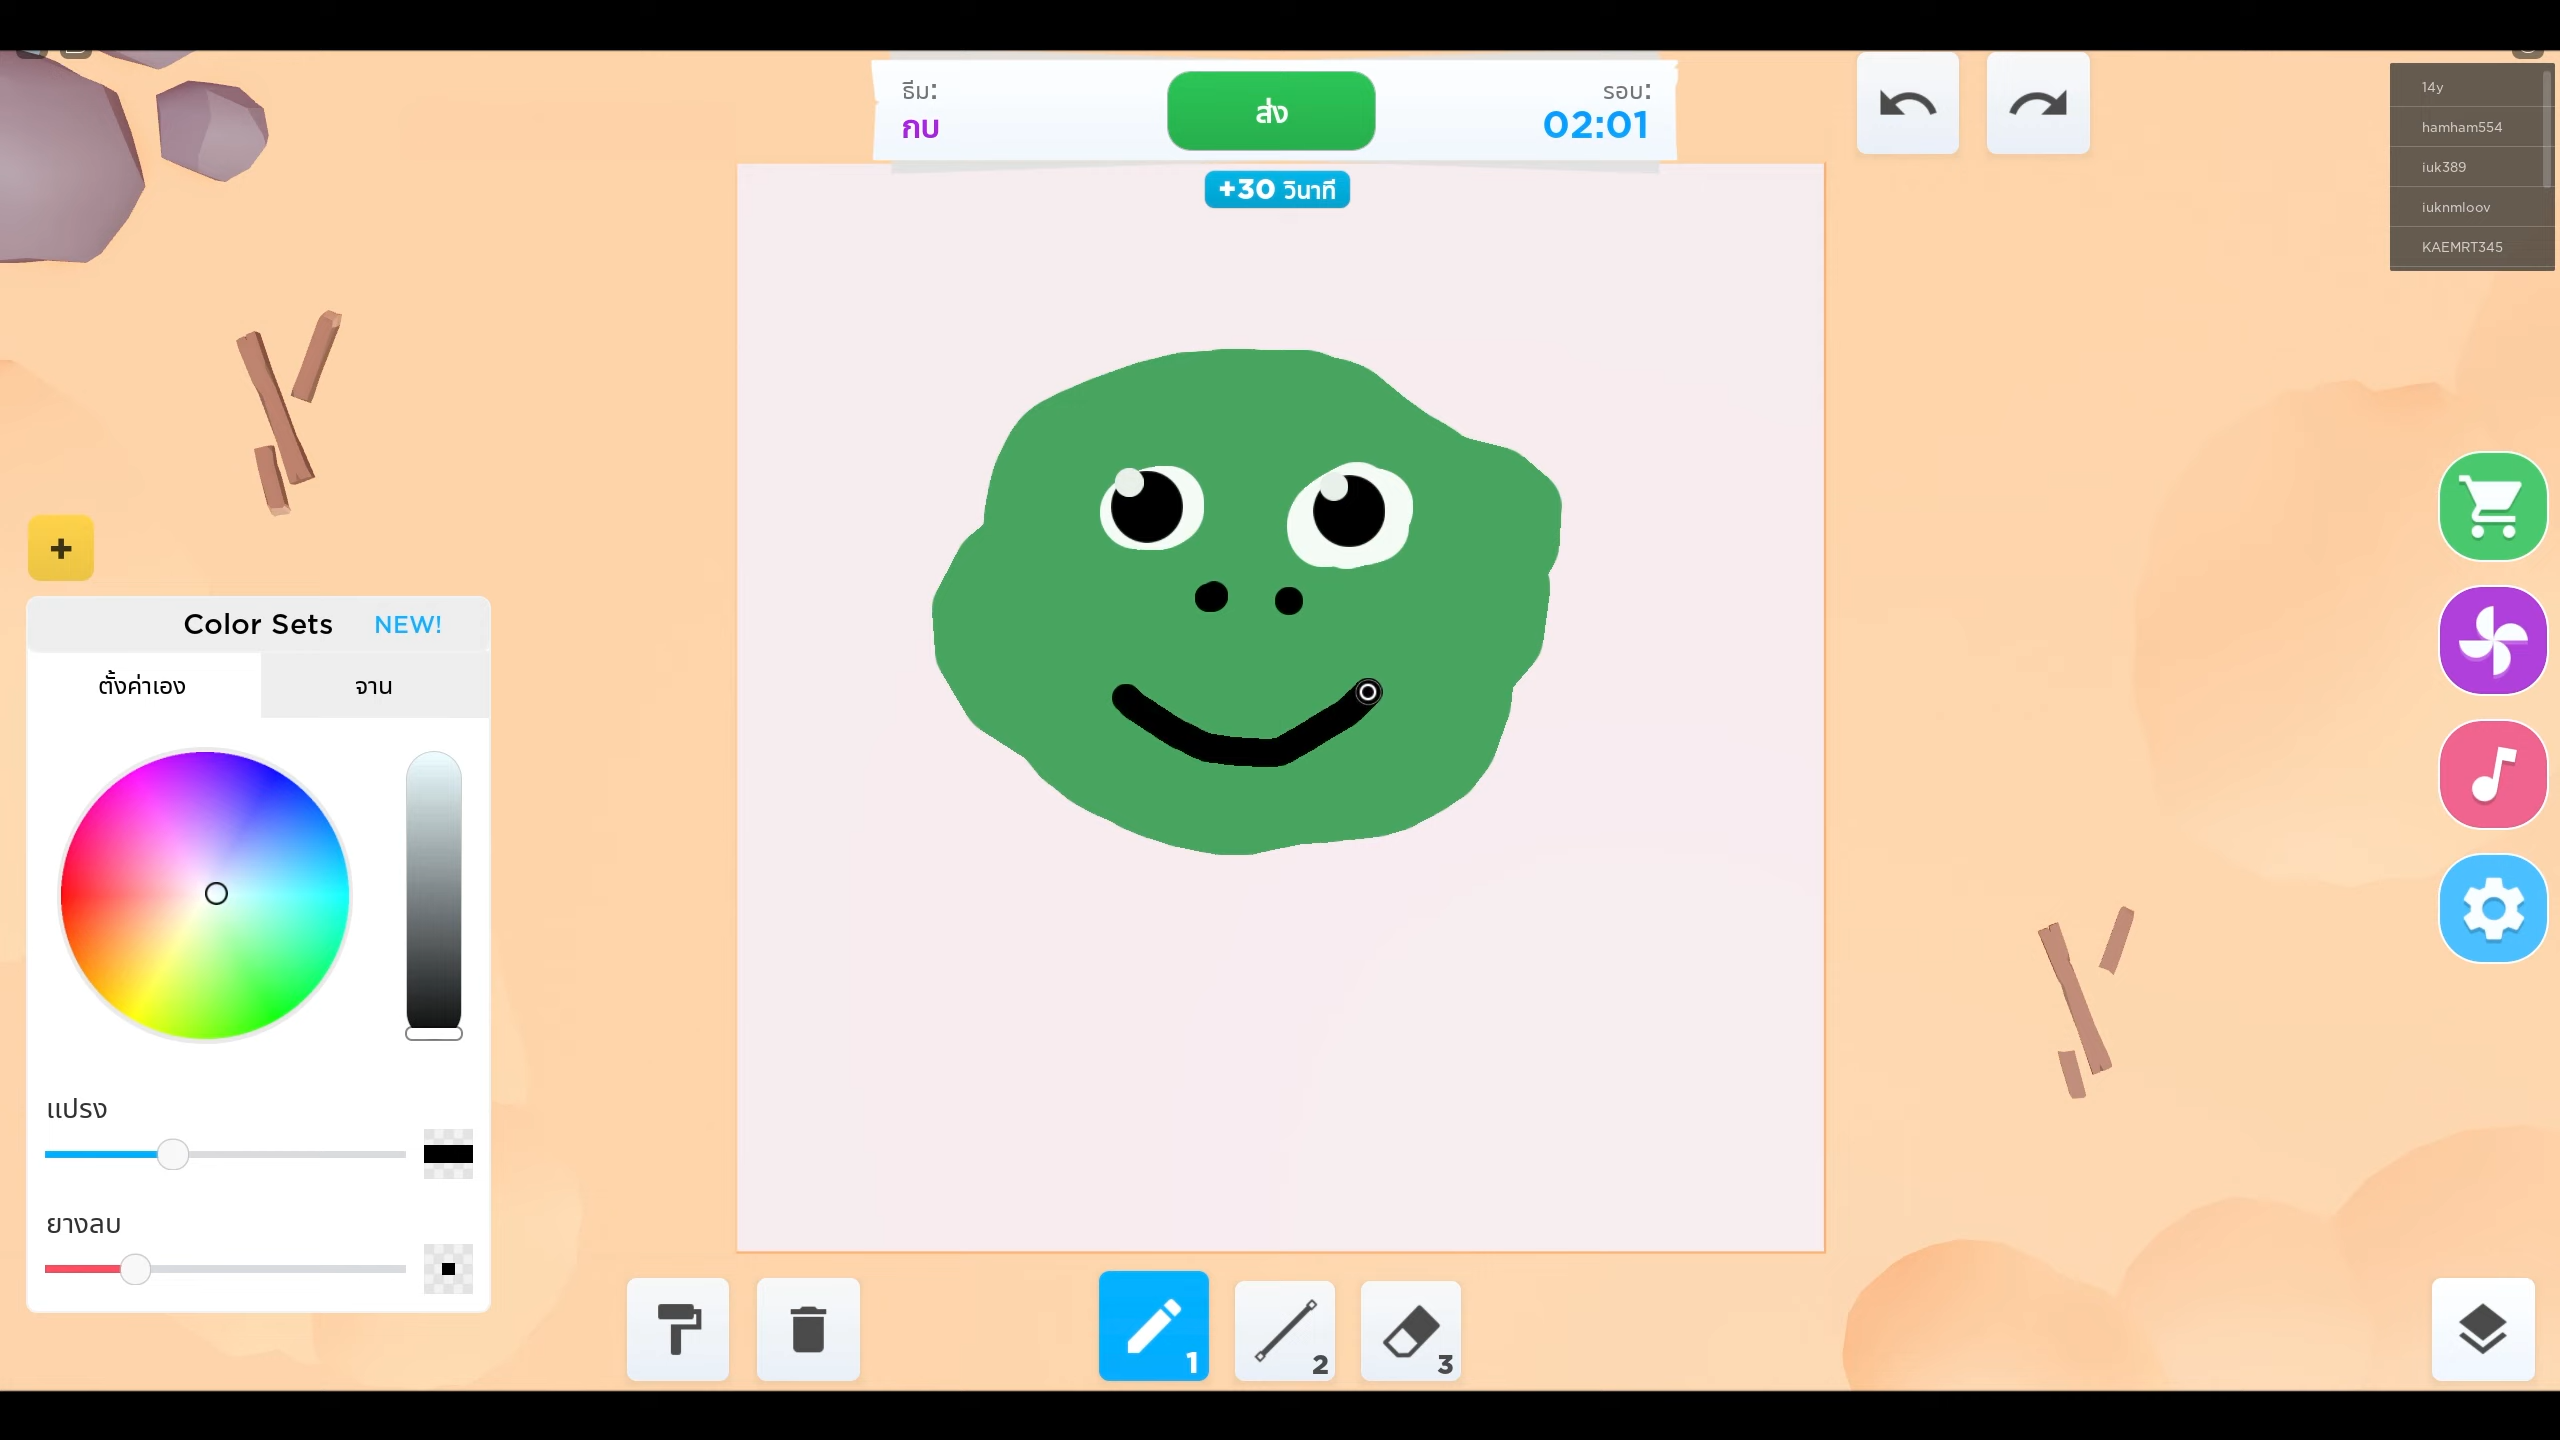 ธีม:
กบ
ส่ง
รอบ:
02:01
+30 วินาที
14y
hamham554
iuk389
iuknmloov
KAEMRT345
+
Color Sets NEW!
ตั้งค่าเอง
จาน
แปรง
ยางลบ
1
2
3